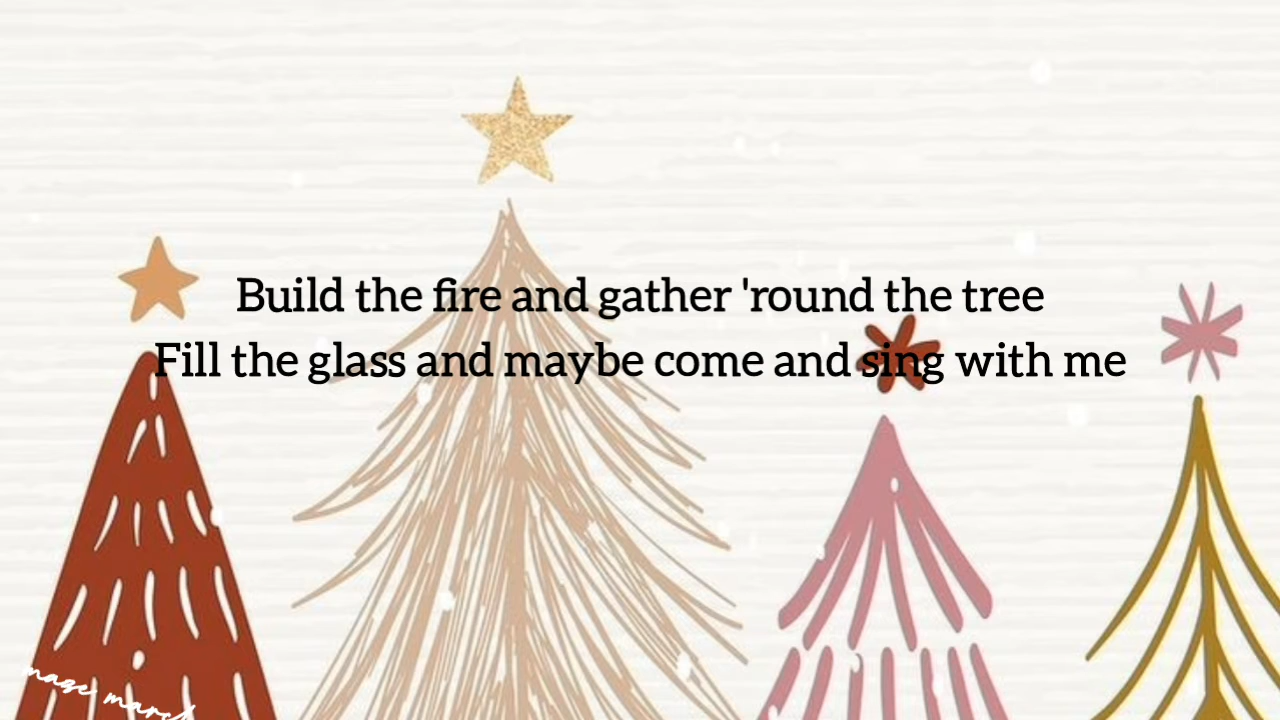 Build the fire and gather 'round the tree
Fill the glass and maybe come and sing with me